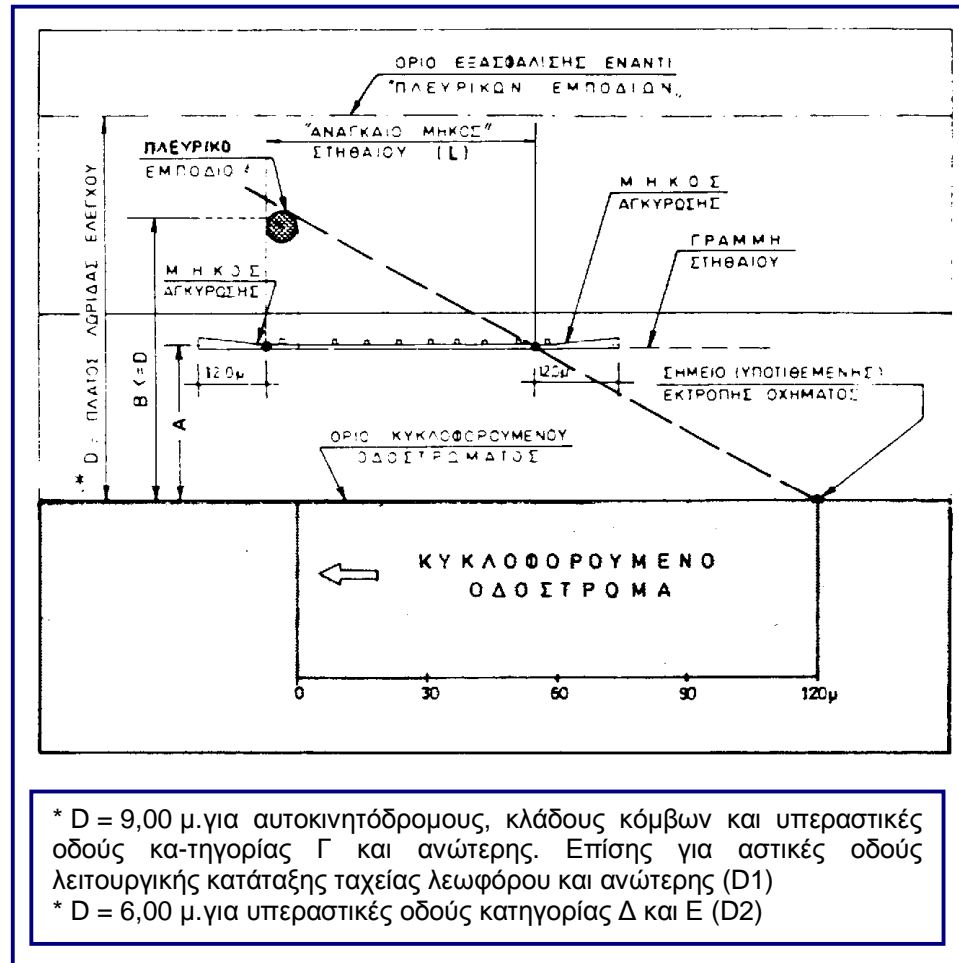 ΟΡΙΟ ΕΞΑΣΦΑΛΙΣΗΣ ΕΝΑΝΤΙ
"ΠΛΕΥΡΙΚΩΝ ΕΜΠΟΔΙΩΝ"
"ΑΝΑΓΚΑΙΟ ΜΗΚΟΣ"
ΣΤΗΘΑΙΟΥ (L)
ΠΛΕΥΡΙΚΟ
ΕΜΠΟΔΙΟ
ΜΗΚΟΣ
ΑΓΚΥΡΩΣΗΣ
ΓΡΑΜΜΗ
ΣΤΗΘΑΙΟΥ
ΜΗΚΟΣ
ΑΓΚΥΡΩΣΗΣ
* D: ΠΛΑΤΟΣ ΛΩΡΙΔΑΣ ΕΛΕΓΧΟΥ
B<=D
A
12.0μ
12.0μ
ΣΗΜΕΙΟ (ΥΠΟΤΙΘΕΜΕΝΗΣ)
ΕΚΤΡΟΠΗΣ ΟΧΗΜΑΤΟΣ
ΟΡΙΟ ΚΥΚΛΟΦΟΡΟΥΜΕΝΟΥ
ΟΔΟΣΤΡΩΜΑΤΟΣ
ΚΥΚΛΟΦΟΡΟΥΜΕΝΟ
ΟΔΟΣΤΡΩΜΑ
0 30 60 90 120μ
* D = 9,00 μ.για αυτοκινητόδρομους, κλάδους κόμβων και υπεραστικές
οδούς κα-τηγορίας Γ και ανώτερης. Επίσης για αστικές οδούς
λειτουργικής κατάταξης ταχείας λεωφόρου και ανώτερης (D1)
* D = 6,00 μ.για υπεραστικές οδούς κατηγορίας Δ και Ε (D2)